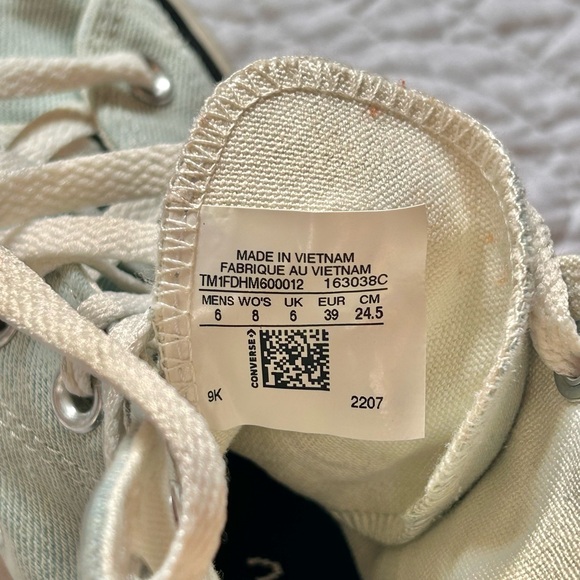 MADE IN VIETNAM
FABRIQUE AU VIETNAM
TM1FDHM600012 163038C
MENS WO'S UK EUR CM
6 8 6 39 24.5
CONVERSE
9K 2207